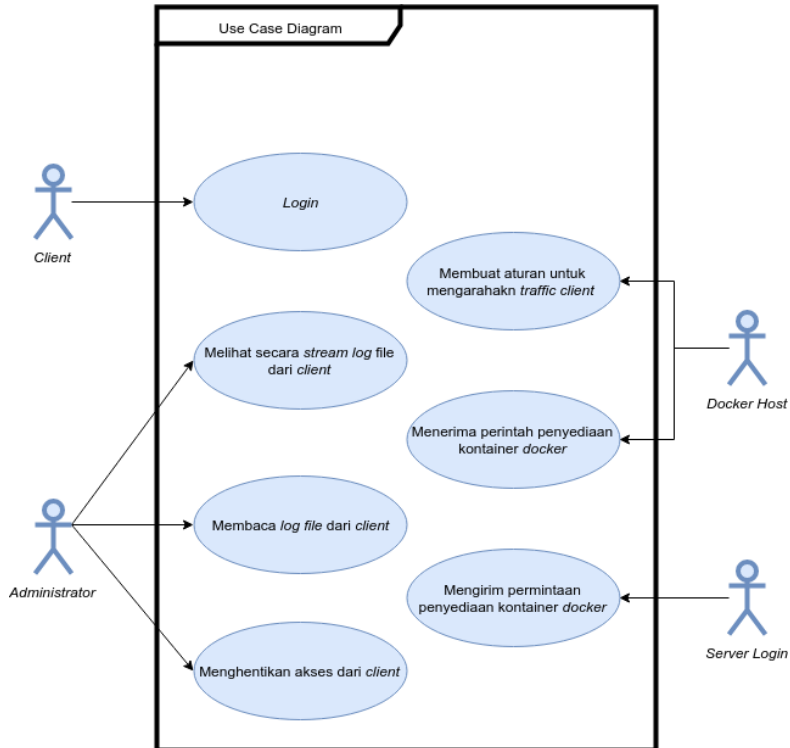 Use Case Diagram
Login
Client
Membuat aturan untuk
mengarahakn traffic client
Melihat secara stream log file
dari client
Docker Host
Menerima perintah penyediaan
kontainer docker
Membaca log file dari client
Administrator
Mengirim permintaan
penyediaan kontainer docker
Server Login
Menghentikan akses dari client